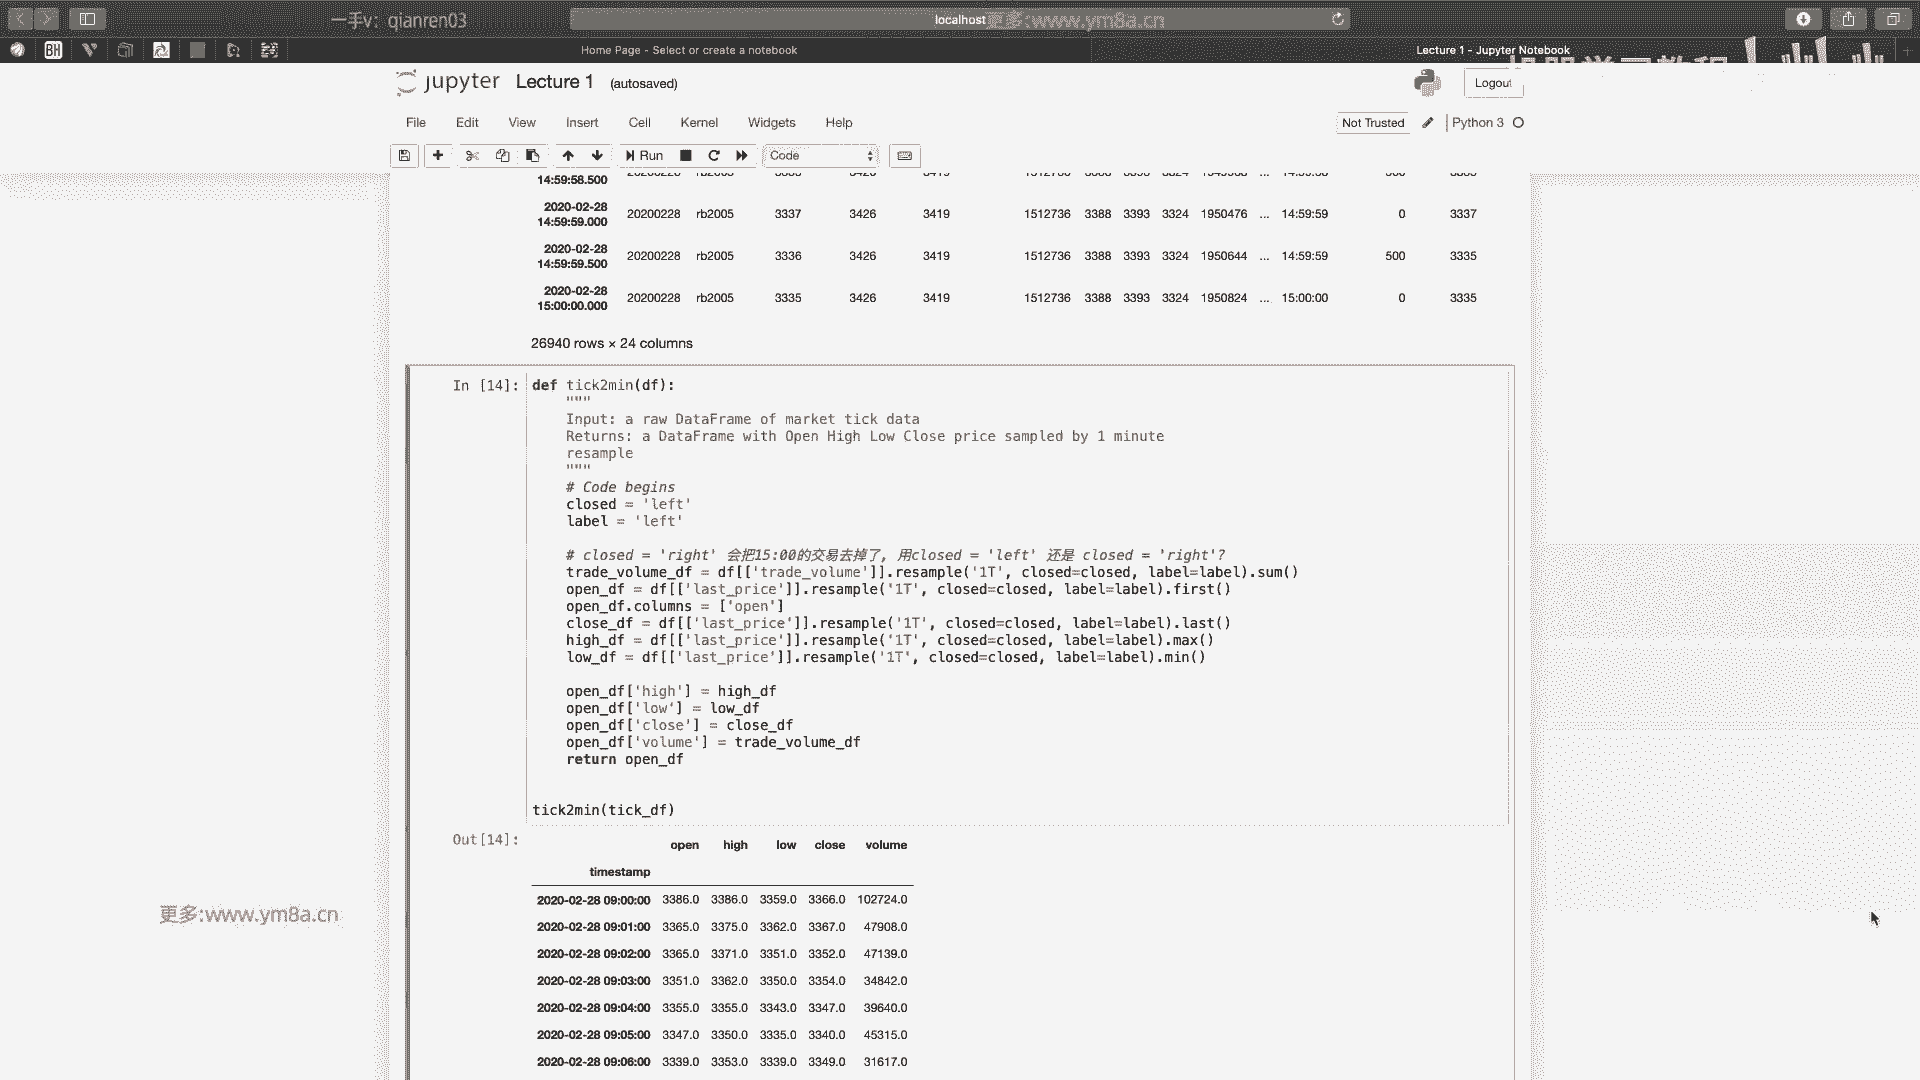 一手v：qianren03
localhost
更多:www.ym8a.cn
BH
Home Page - Select or create a notebook
Lecture 1 - Jupyter Notebook
jupyter Lecture 1 (autosaved)
Logout
File Edit View Insert Cell Kernel Widgets Help
Not Trusted
Python 3
Run
Code
14:59:58.500
2020-02-28 14:59:59.000 20200228 rb2005 3337 3426 3419 1512736 3388 3393 3324 1950476 ... 14:59:59 0 3337
2020-02-28 14:59:59.500 20200228 rb2005 3336 3426 3419 1512736 3388 3393 3324 1950644 ... 14:59:59 500 3335
2020-02-28 15:00:00.000 20200228 rb2005 3335 3426 3419 1512736 3388 3393 3324 1950824 ... 15:00:00 0 3335
26940 rows × 24 columns
In [14]:
def tick2min(df):
"""
Input: a raw DataFrame of market tick data
Returns: a DataFrame with Open High Low Close price sampled by 1 minute
resample
"""
# Code begins
closed = 'left'
label = 'left'
# closed = 'right' 会把15:00的交易去掉了, 用closed = 'left' 还是 closed = 'right'?
trade_volume_df = df[['trade_volume']].resample('1T', closed=closed, label=label).sum()
open_df = df[['last_price']].resample('1T', closed=closed, label=label).first()
open_df.columns = ['open']
close_df = df[['last_price']].resample('1T', closed=closed, label=label).last()
high_df = df[['last_price']].resample('1T', closed=closed, label=label).max()
low_df = df[['last_price']].resample('1T', closed=closed, label=label).min()
open_df['high'] = high_df
open_df['low'] = low_df
open_df['close'] = close_df
open_df['volume'] = trade_volume_df
return open_df
tick2min(tick_df)
Out[14]:
open high low close volume
timestamp
2020-02-28 09:00:00 3386.0 3386.0 3359.0 3366.0 102724.0
2020-02-28 09:01:00 3365.0 3375.0 3362.0 3367.0 47908.0
2020-02-28 09:02:00 3365.0 3371.0 3351.0 3352.0 47139.0
2020-02-28 09:03:00 3351.0 3362.0 3350.0 3354.0 34842.0
2020-02-28 09:04:00 3355.0 3355.0 3343.0 3347.0 39640.0
2020-02-28 09:05:00 3347.0 3350.0 3335.0 3340.0 45315.0
2020-02-28 09:06:00 3339.0 3353.0 3339.0 3349.0 31617.0
更多:www.ym8a.cn